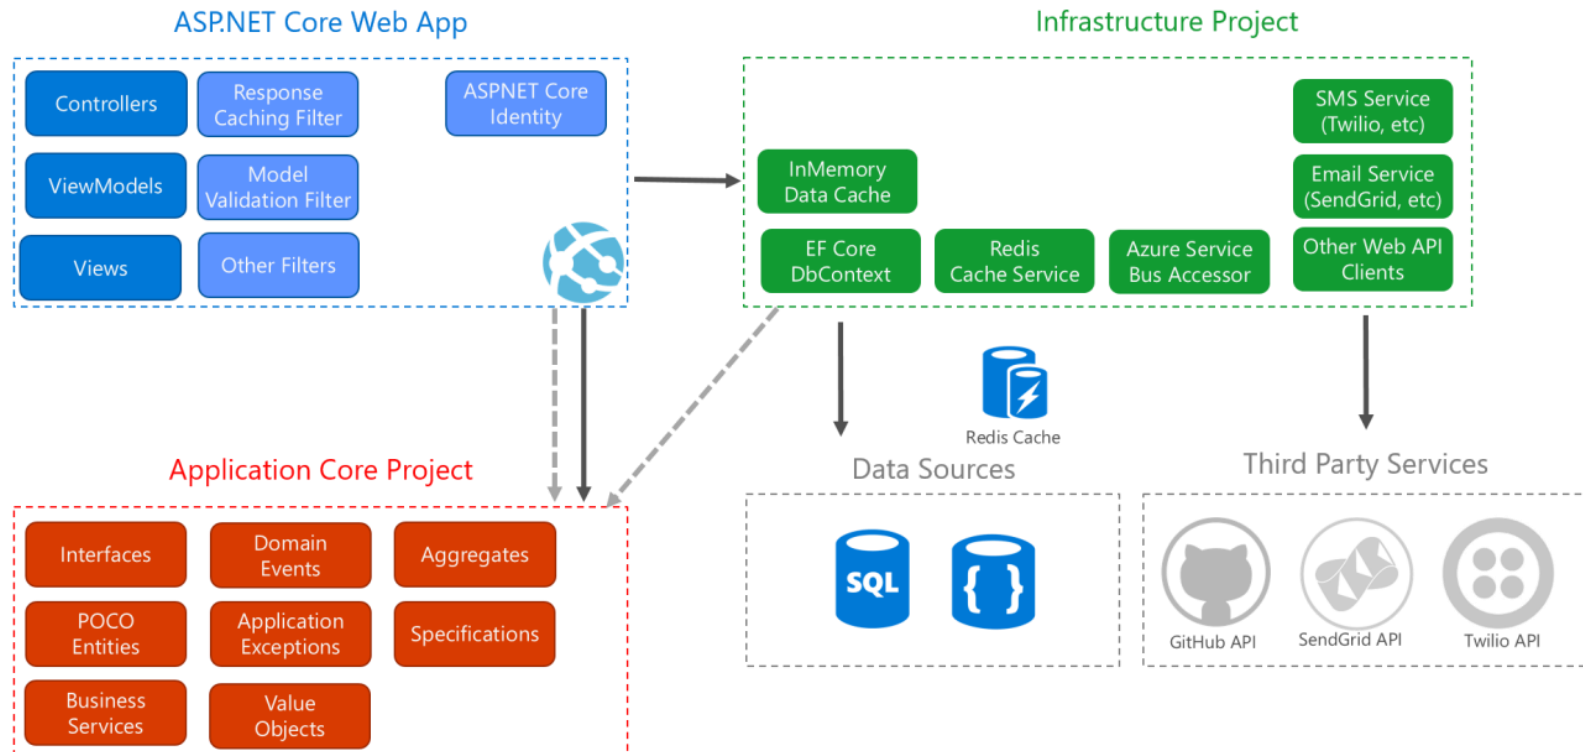 ASP.NET Core Web App
Controllers
Response
Caching Filter
ASPNET Core
Identity
ViewModels
Model
Validation Filter
Views
Other Filters
Infrastructure Project
SMS Service
(Twilio, etc)
InMemory
Data Cache
Email Service
(SendGrid, etc)
EF Core
DbContext
Redis
Cache Service
Azure Service
Bus Accessor
Other Web API
Clients
Redis Cache
Application Core Project
Interfaces
Domain
Events
Aggregates
POCO
Entities
Application
Exceptions
Specifications
Business
Services
Value
Objects
Data Sources
SQL
{ }
Third Party Services
GitHub API
SendGrid API
Twilio API